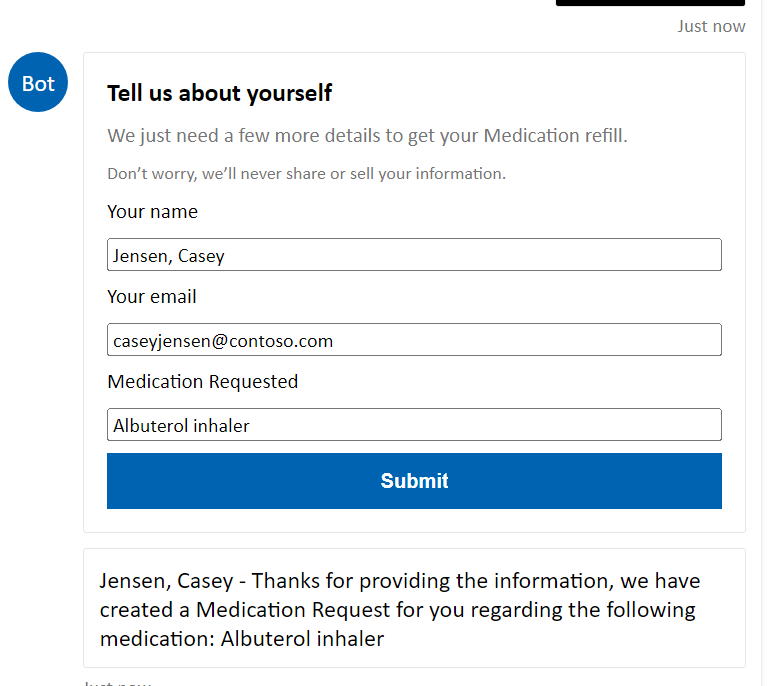 Just now
Bot
Tell us about yourself
We just need a few more details to get your Medication refill.
Don’t worry, we’ll never share or sell your information.
Your name
Jensen, Casey
Your email
caseyjensen@contoso.com
Medication Requested
Albuterol inhaler
Submit
Jensen, Casey - Thanks for providing the information, we have
created a Medication Request for you regarding the following
medication: Albuterol inhaler
Just now